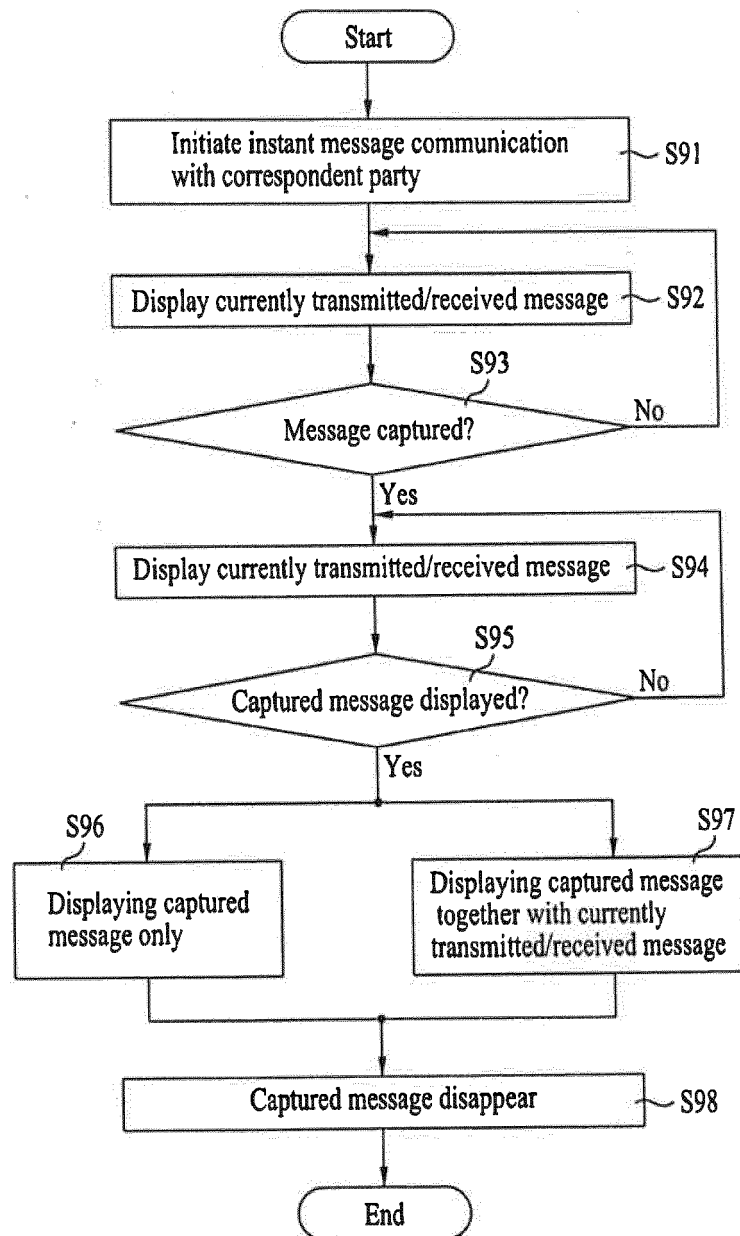 Start
Initiate instant message communication
with correspondent party
S91
Display currently transmitted/received message
S92
S93
Message captured?
No
Yes
Display currently transmitted/received message
S94
S95
Captured message displayed?
No
Yes
S96
Displaying captured
message only
S97
Displaying captured message
together with currently
transmitted/received message
Captured message disappear
S98
End